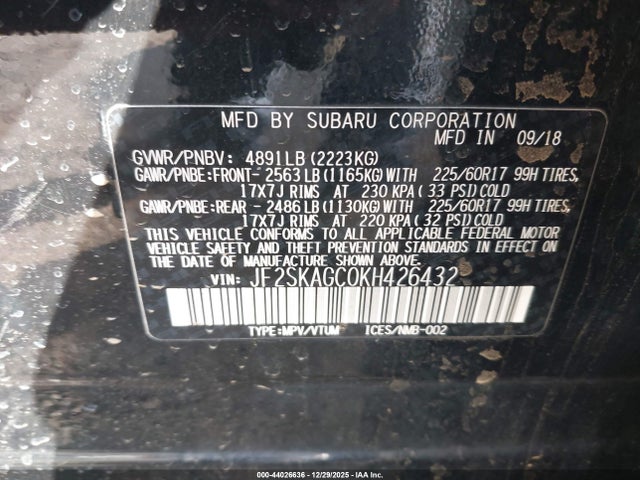 MFD BY SUBARU CORPORATION
MFD IN 09/18
GVWR/PNBV: 4891LB (2223KG)
GAWR/PNBE:FRONT- 2563 LB (1165KG) WITH 225/60R17 99H TIRES,
17X7J RIMS AT 230 KPA (33 PSI) COLD
GAWR/PNBE:REAR - 2486 LB (1130KG) WITH 225/60R17 99H TIRES,
17X7J RIMS AT 220 KPA (32 PSI) COLD
THIS VEHICLE CONFORMS TO ALL APPLICABLE FEDERAL MOTOR
VEHICLE SAFETY AND THEFT PREVENTION STANDARDS IN EFFECT
ON THE DATE OF MANUFACTURE SHOWN ABOVE.
VIN: JF2SKAGC0KH426432
TYPE:MPV/VTUM ICES/NMB-002
000-44026636 - 12/29/2025 - IAA Inc.